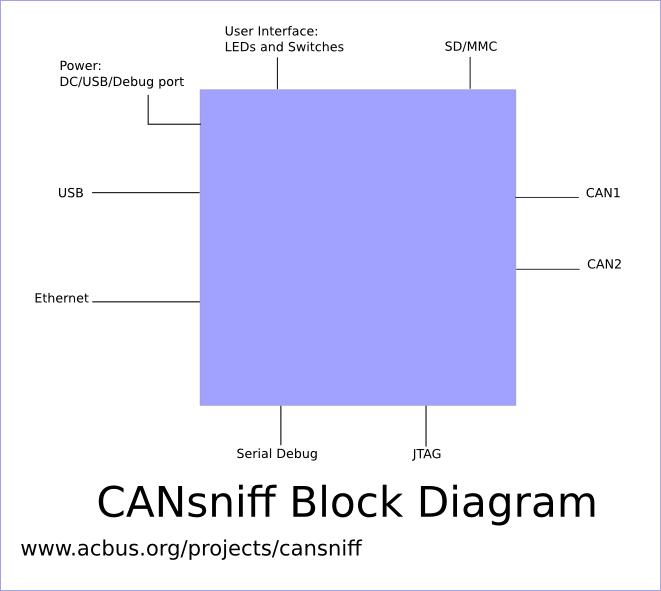 User Interface:
LEDs and Switches
SD/MMC
Power:
DC/USB/Debug port
USB
CAN1
CAN2
Ethernet
Serial Debug
JTAG
CANsniff Block Diagram
www.acbus.org/projects/cansniff